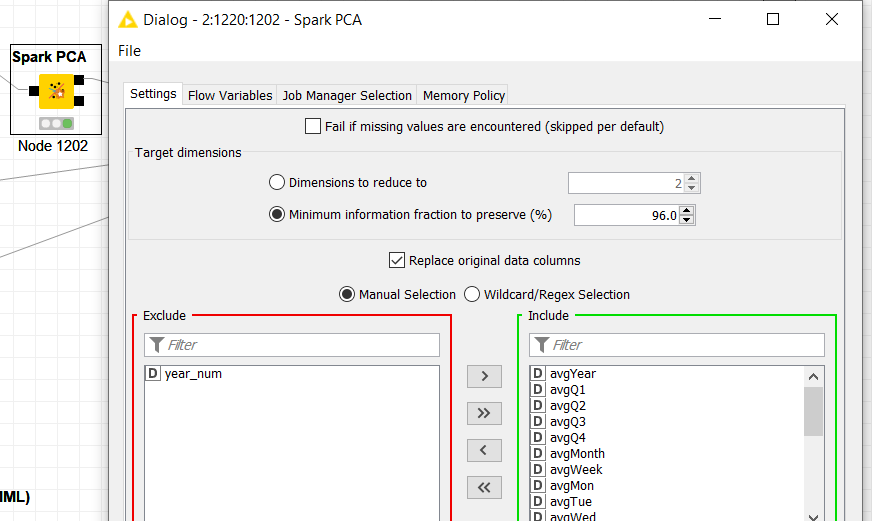 Dialog - 2:1220:1202 - Spark PCA
File
Spark PCA
Node 1202
Settings Flow Variables Job Manager Selection Memory Policy
Fail if missing values are encountered (skipped per default)
Target dimensions
Dimensions to reduce to 2
Minimum information fraction to preserve (%) 96.0
Replace original data columns
Manual Selection Wildcard/Regex Selection
Exclude
Filter
D year_num
>
>>
<
<<
Include
Filter
D avgYear
D avgQ1
D avgQ2
D avgQ3
D avgQ4
D avgMonth
D avgWeek
D avgMon
D avgTue
D avgWed